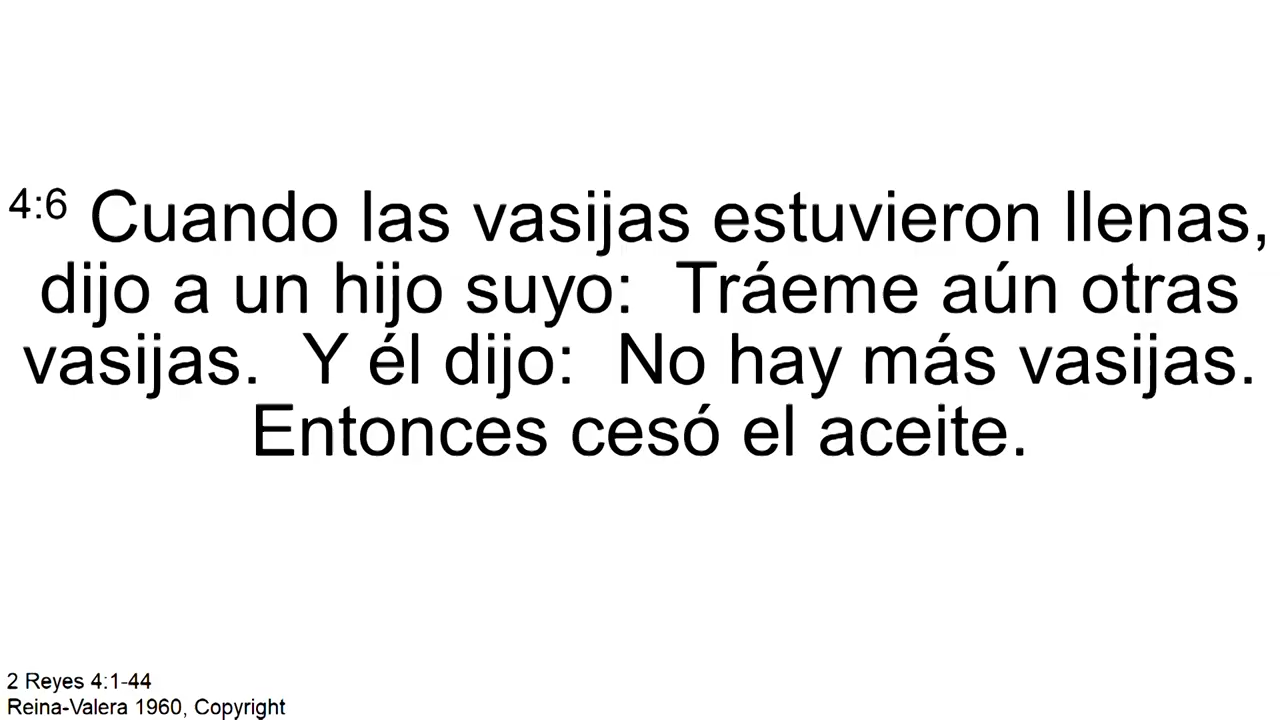 4:6 Cuando las vasijas estuvieron llenas,
dijo a un hijo suyo:  Tráeme aún otras
vasijas.  Y él dijo:  No hay más vasijas.
Entonces cesó el aceite.
2 Reyes 4:1-44
Reina-Valera 1960, Copyright